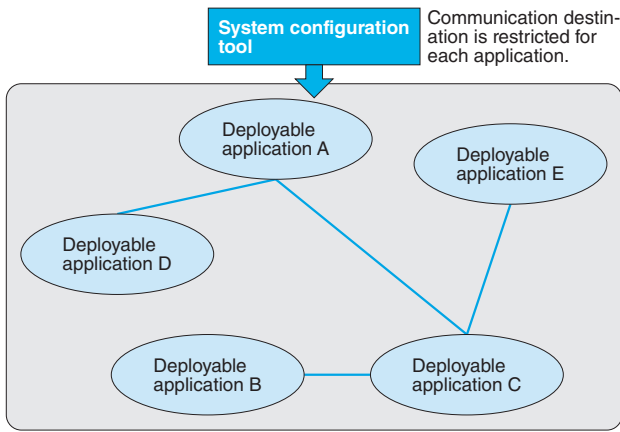 System configuration
tool
Communication destin-
ation is restricted for
each application.
Deployable
application A
Deployable
application E
Deployable
application D
Deployable
application B
Deployable
application C